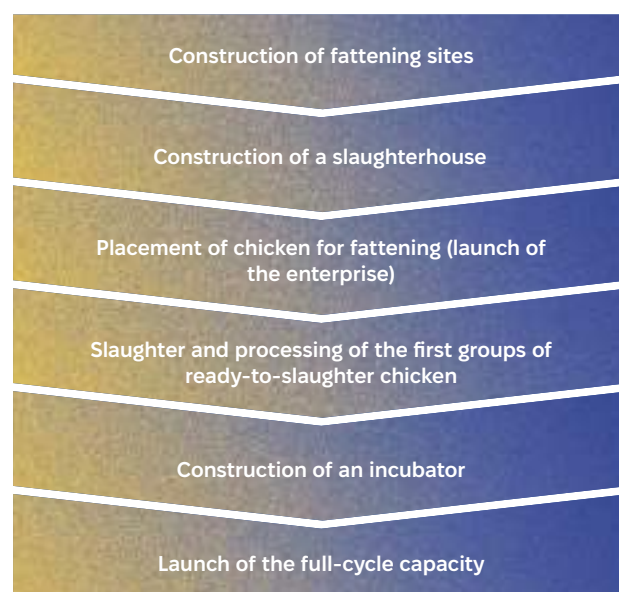 Construction of fattening sites
Construction of a slaughterhouse
Placement of chicken for fattening (launch of
the enterprise)
Slaughter and processing of the first groups of
ready-to-slaughter chicken
Construction of an incubator
Launch of the full-cycle capacity